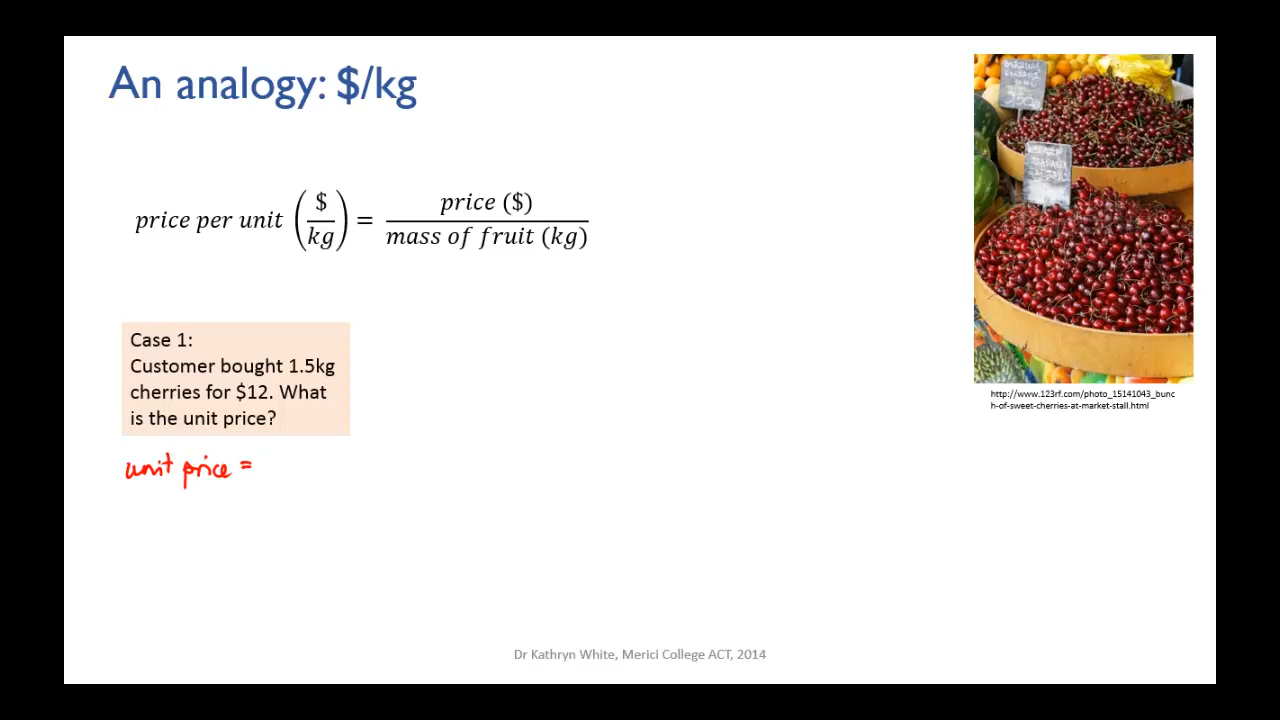 An analogy: $/kg
price per unit ($/kg) = price ($) / mass of fruit (kg)
Case 1:
Customer bought 1.5kg
cherries for $12. What
is the unit price?
unit price =
http://www.123rf.com/photo_15141043_bunc
h-of-sweet-cherries-at-market-stall.html
Dr Kathryn White, Merici College ACT, 2014